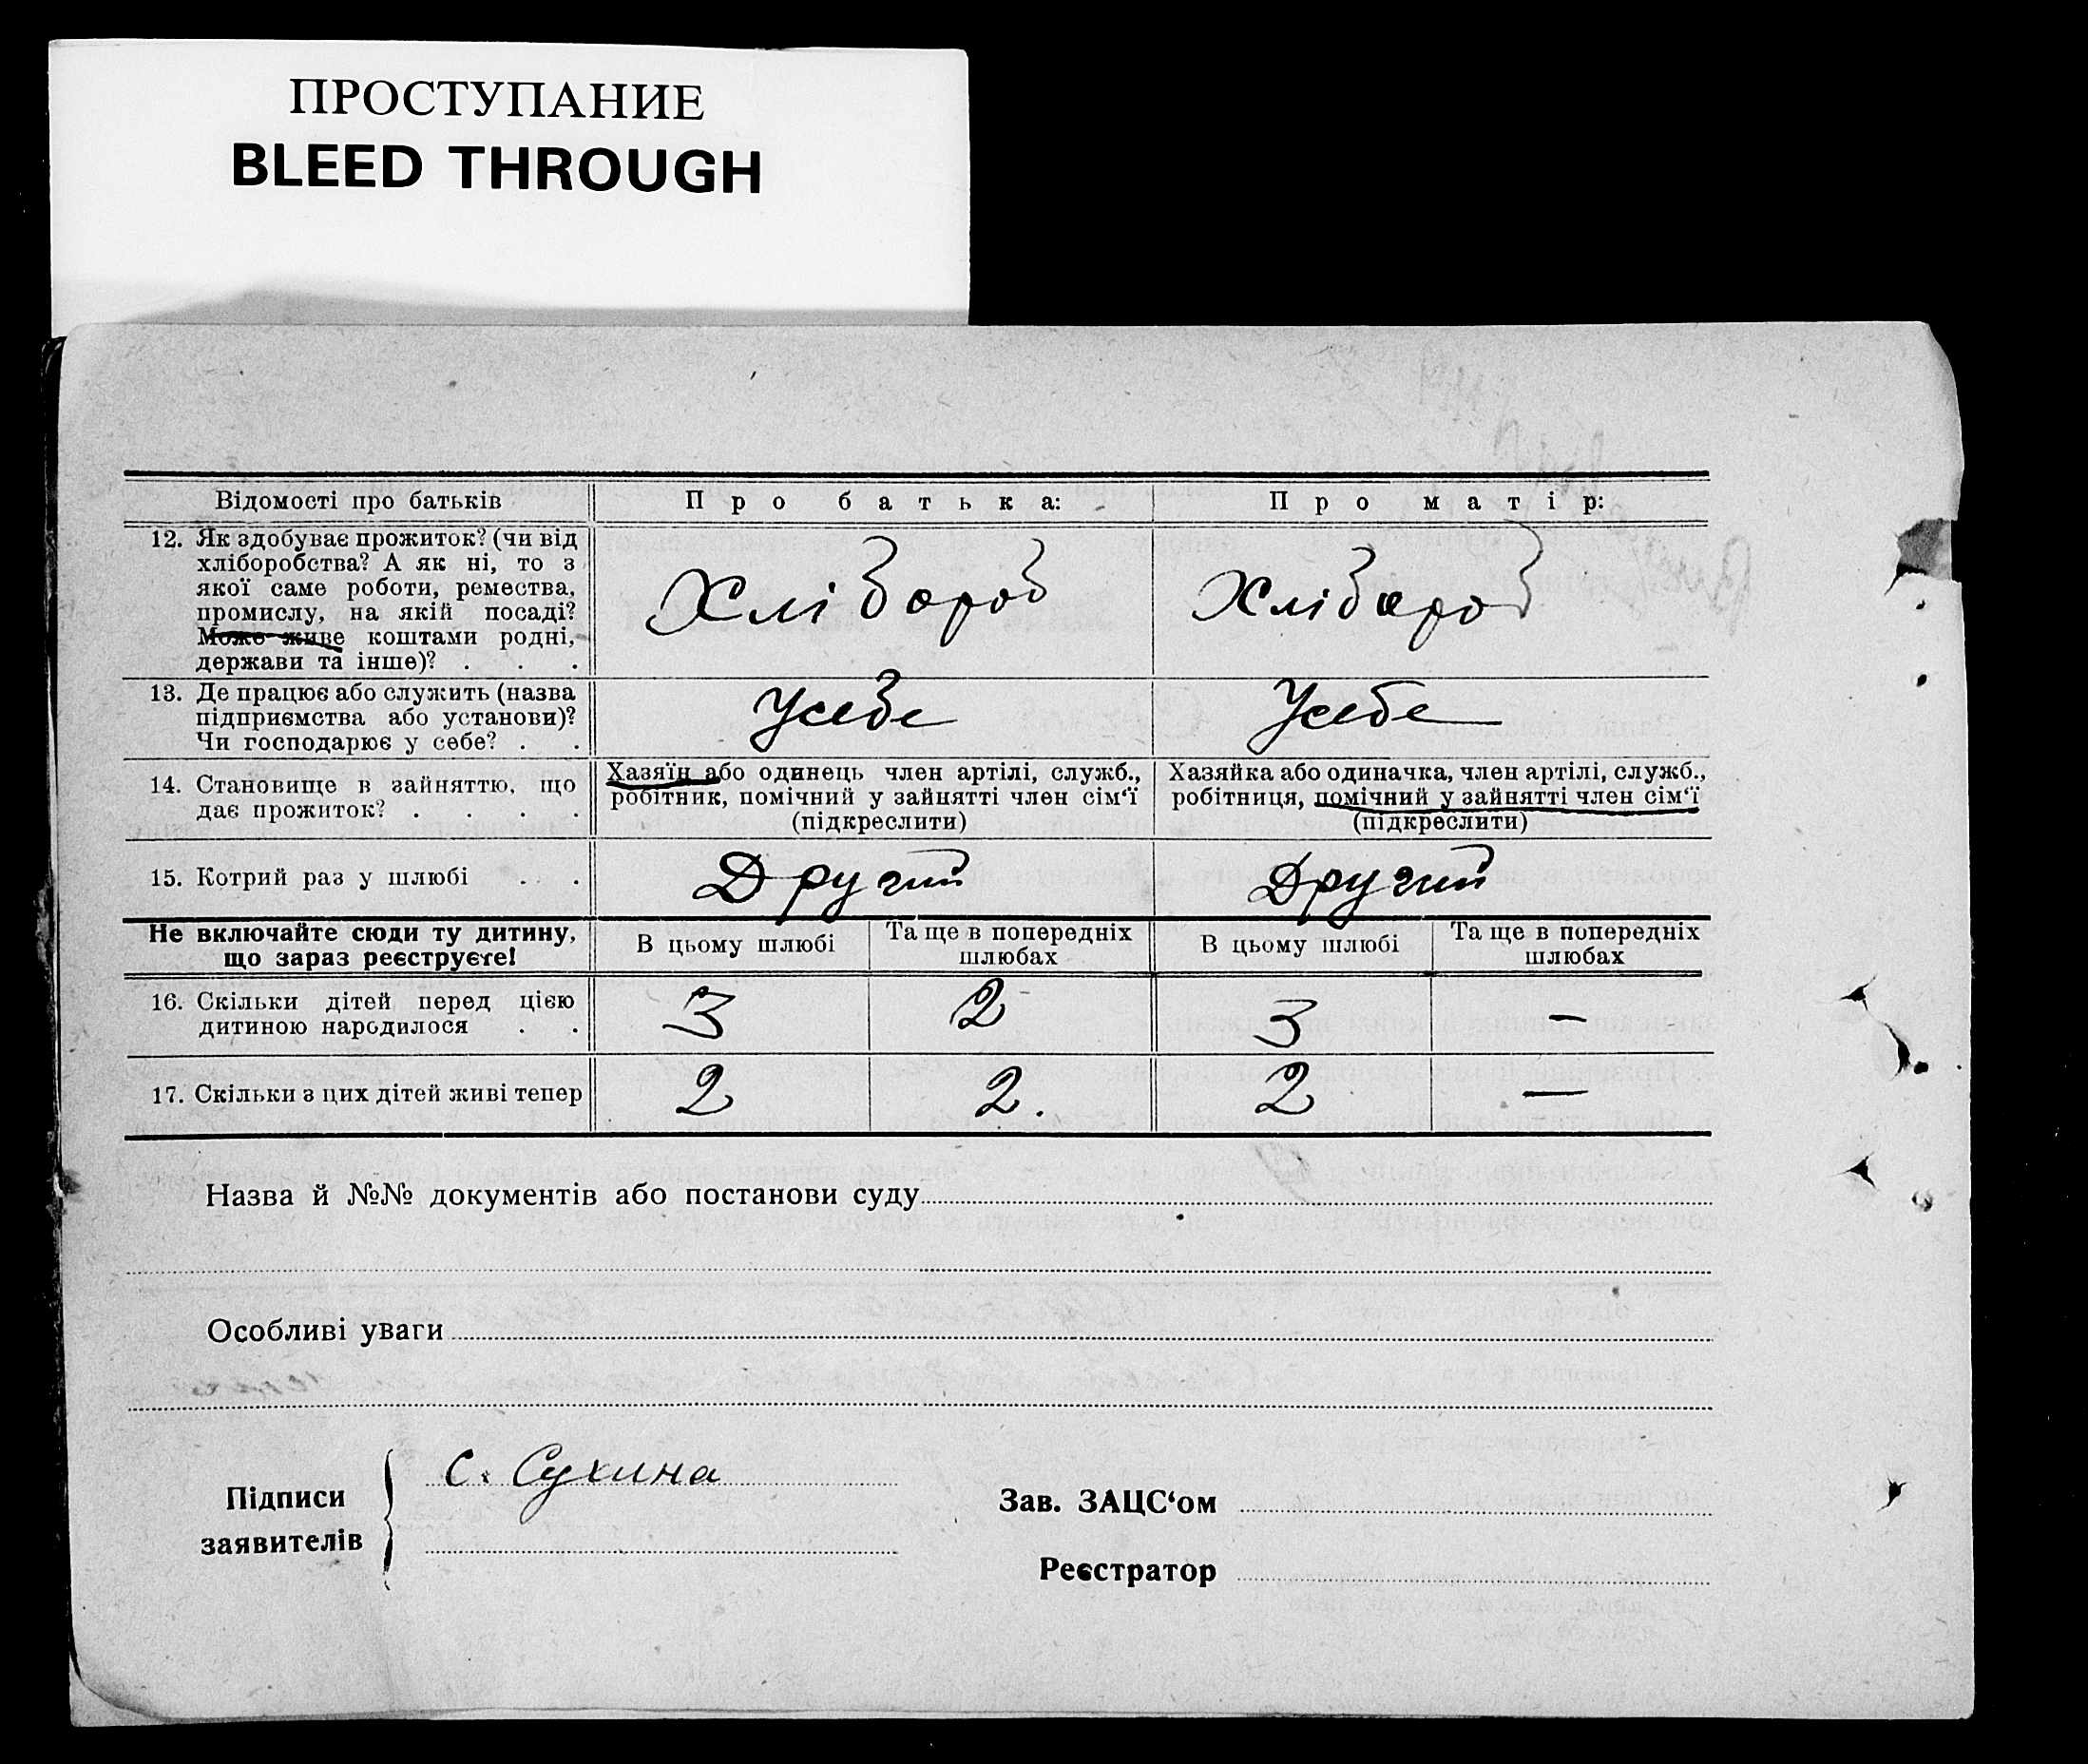 ПРОСТУПАНИЕ
BLEED THROUGH
Відомості про батьків
Про батька:
Про матір:
12. Як здобуває прожиток? (чи від
хліборобства? А як ні, то з
якої саме роботи, ремества,
промислу, на якій посаді?
Може живе коштами родні,
держави та інше)? . . .
Хлібороб
Хлібороб
13. Де працює або служить (назва
підприємства або установи)?
Чи господарює у себе? . .
Усебе
Усебе
14. Становище в зайняттю, що
дає прожиток? . . . .
Хазяїн або одинець член артілі, служб.,
робітник, помічний у зайнятті член сім'ї
(підкреслити)
Хазяйка або одиначка, член артілі, служб.,
робітниця, помічний у зайнятті член сім'ї
(підкреслити)
15. Котрий раз у шлюбі . .
Другий
Другий
Не включайте сюди ту дитину,
що зараз реєструєте!
В цьому шлюбі
Та ще в попередніх
шлюбах
В цьому шлюбі
Та ще в попередніх
шлюбах
16. Скільки дітей перед цією
дитиною народилося . .
3
2
3
—
17. Скільки з цих дітей живі тепер
2
2.
2
—
Назва й №№ документів або постанови суду
Особливі уваги
Підписи
заявителів
С. Сухина
Зав. ЗАЦС'ом
Реєстратор